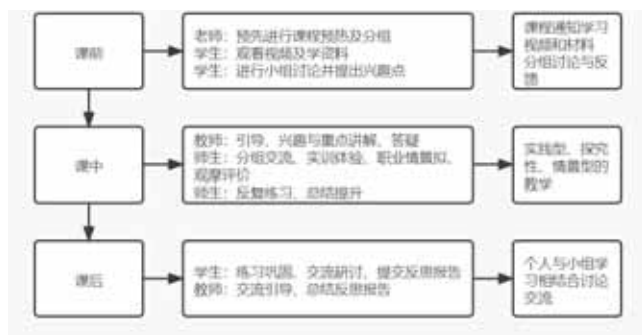 课前
老师：预先进行课程预热及分组
学生：观看视频及学资料
学生：进行小组讨论并提出兴趣点
课程通知学习
视频和材料
分组讨论与反
馈
课中
教师：引导、兴趣与重点讲解、答疑
师生：分组交流、实训体验、职业情景拟、
观摩评价
师生：反复练习、总结提升
实践型、探究
性、情景型的
教学
课后
学生：练习巩固、交流研讨、提交反思报告
教师：交流引导、总结反思报告
个人与小组学
习相结合讨论
交流